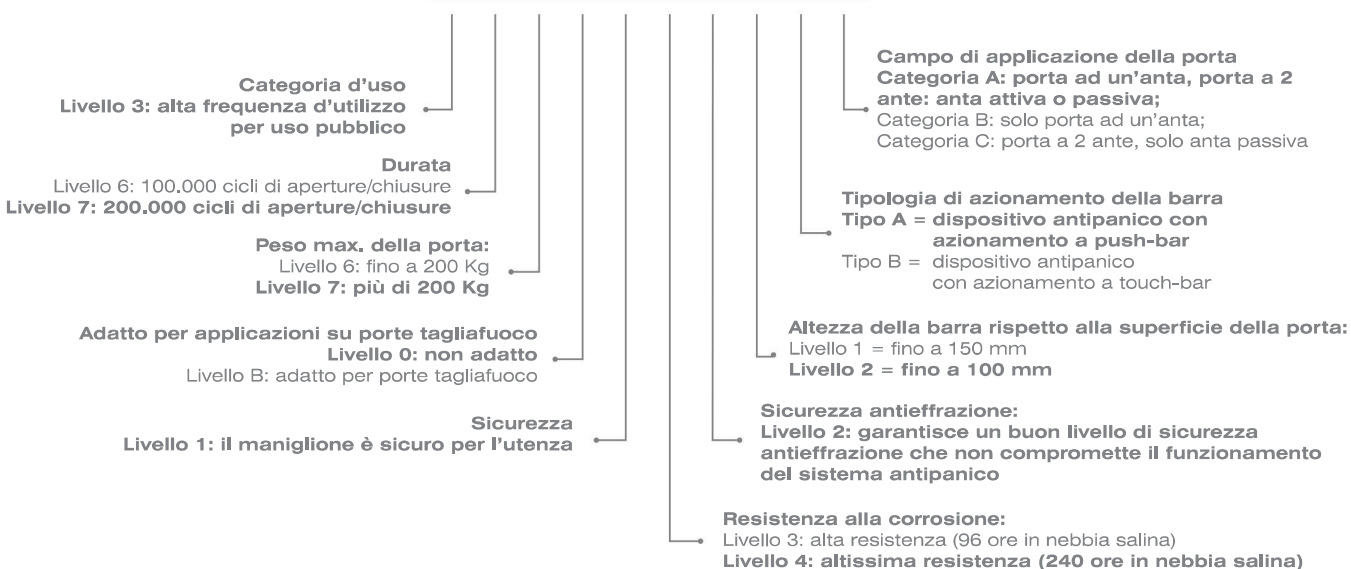 Categoria d'uso
Livello 3: alta frequenza d'utilizzo
per uso pubblico
Durata
Livello 6: 100.000 cicli di aperture/chiusure
Livello 7: 200.000 cicli di aperture/chiusure
Peso max. della porta:
Livello 6: fino a 200 Kg
Livello 7: più di 200 Kg
Adatto per applicazioni su porte tagliafuoco
Livello 0: non adatto
Livello B: adatto per porte tagliafuoco
Sicurezza
Livello 1: il maniglione è sicuro per l'utenza
Campo di applicazione della porta
Categoria A: porta ad un'anta, porta a 2
ante: anta attiva o passiva;
Categoria B: solo porta ad un'anta;
Categoria C: porta a 2 ante, solo anta passiva
Tipologia di azionamento della barra
Tipo A = dispositivo antipanico con
azionamento a push-bar
Tipo B = dispositivo antipanico
con azionamento a touch-bar
Altezza della barra rispetto alla superficie della porta:
Livello 1 = fino a 150 mm
Livello 2 = fino a 100 mm
Sicurezza antieffrazione:
Livello 2: garantisce un buon livello di sicurezza
antieffrazione che non compromette il funzionamento
del sistema antipanico
Resistenza alla corrosione:
Livello 3: alta resistenza (96 ore in nebbia salina)
Livello 4: altissima resistenza (240 ore in nebbia salina)